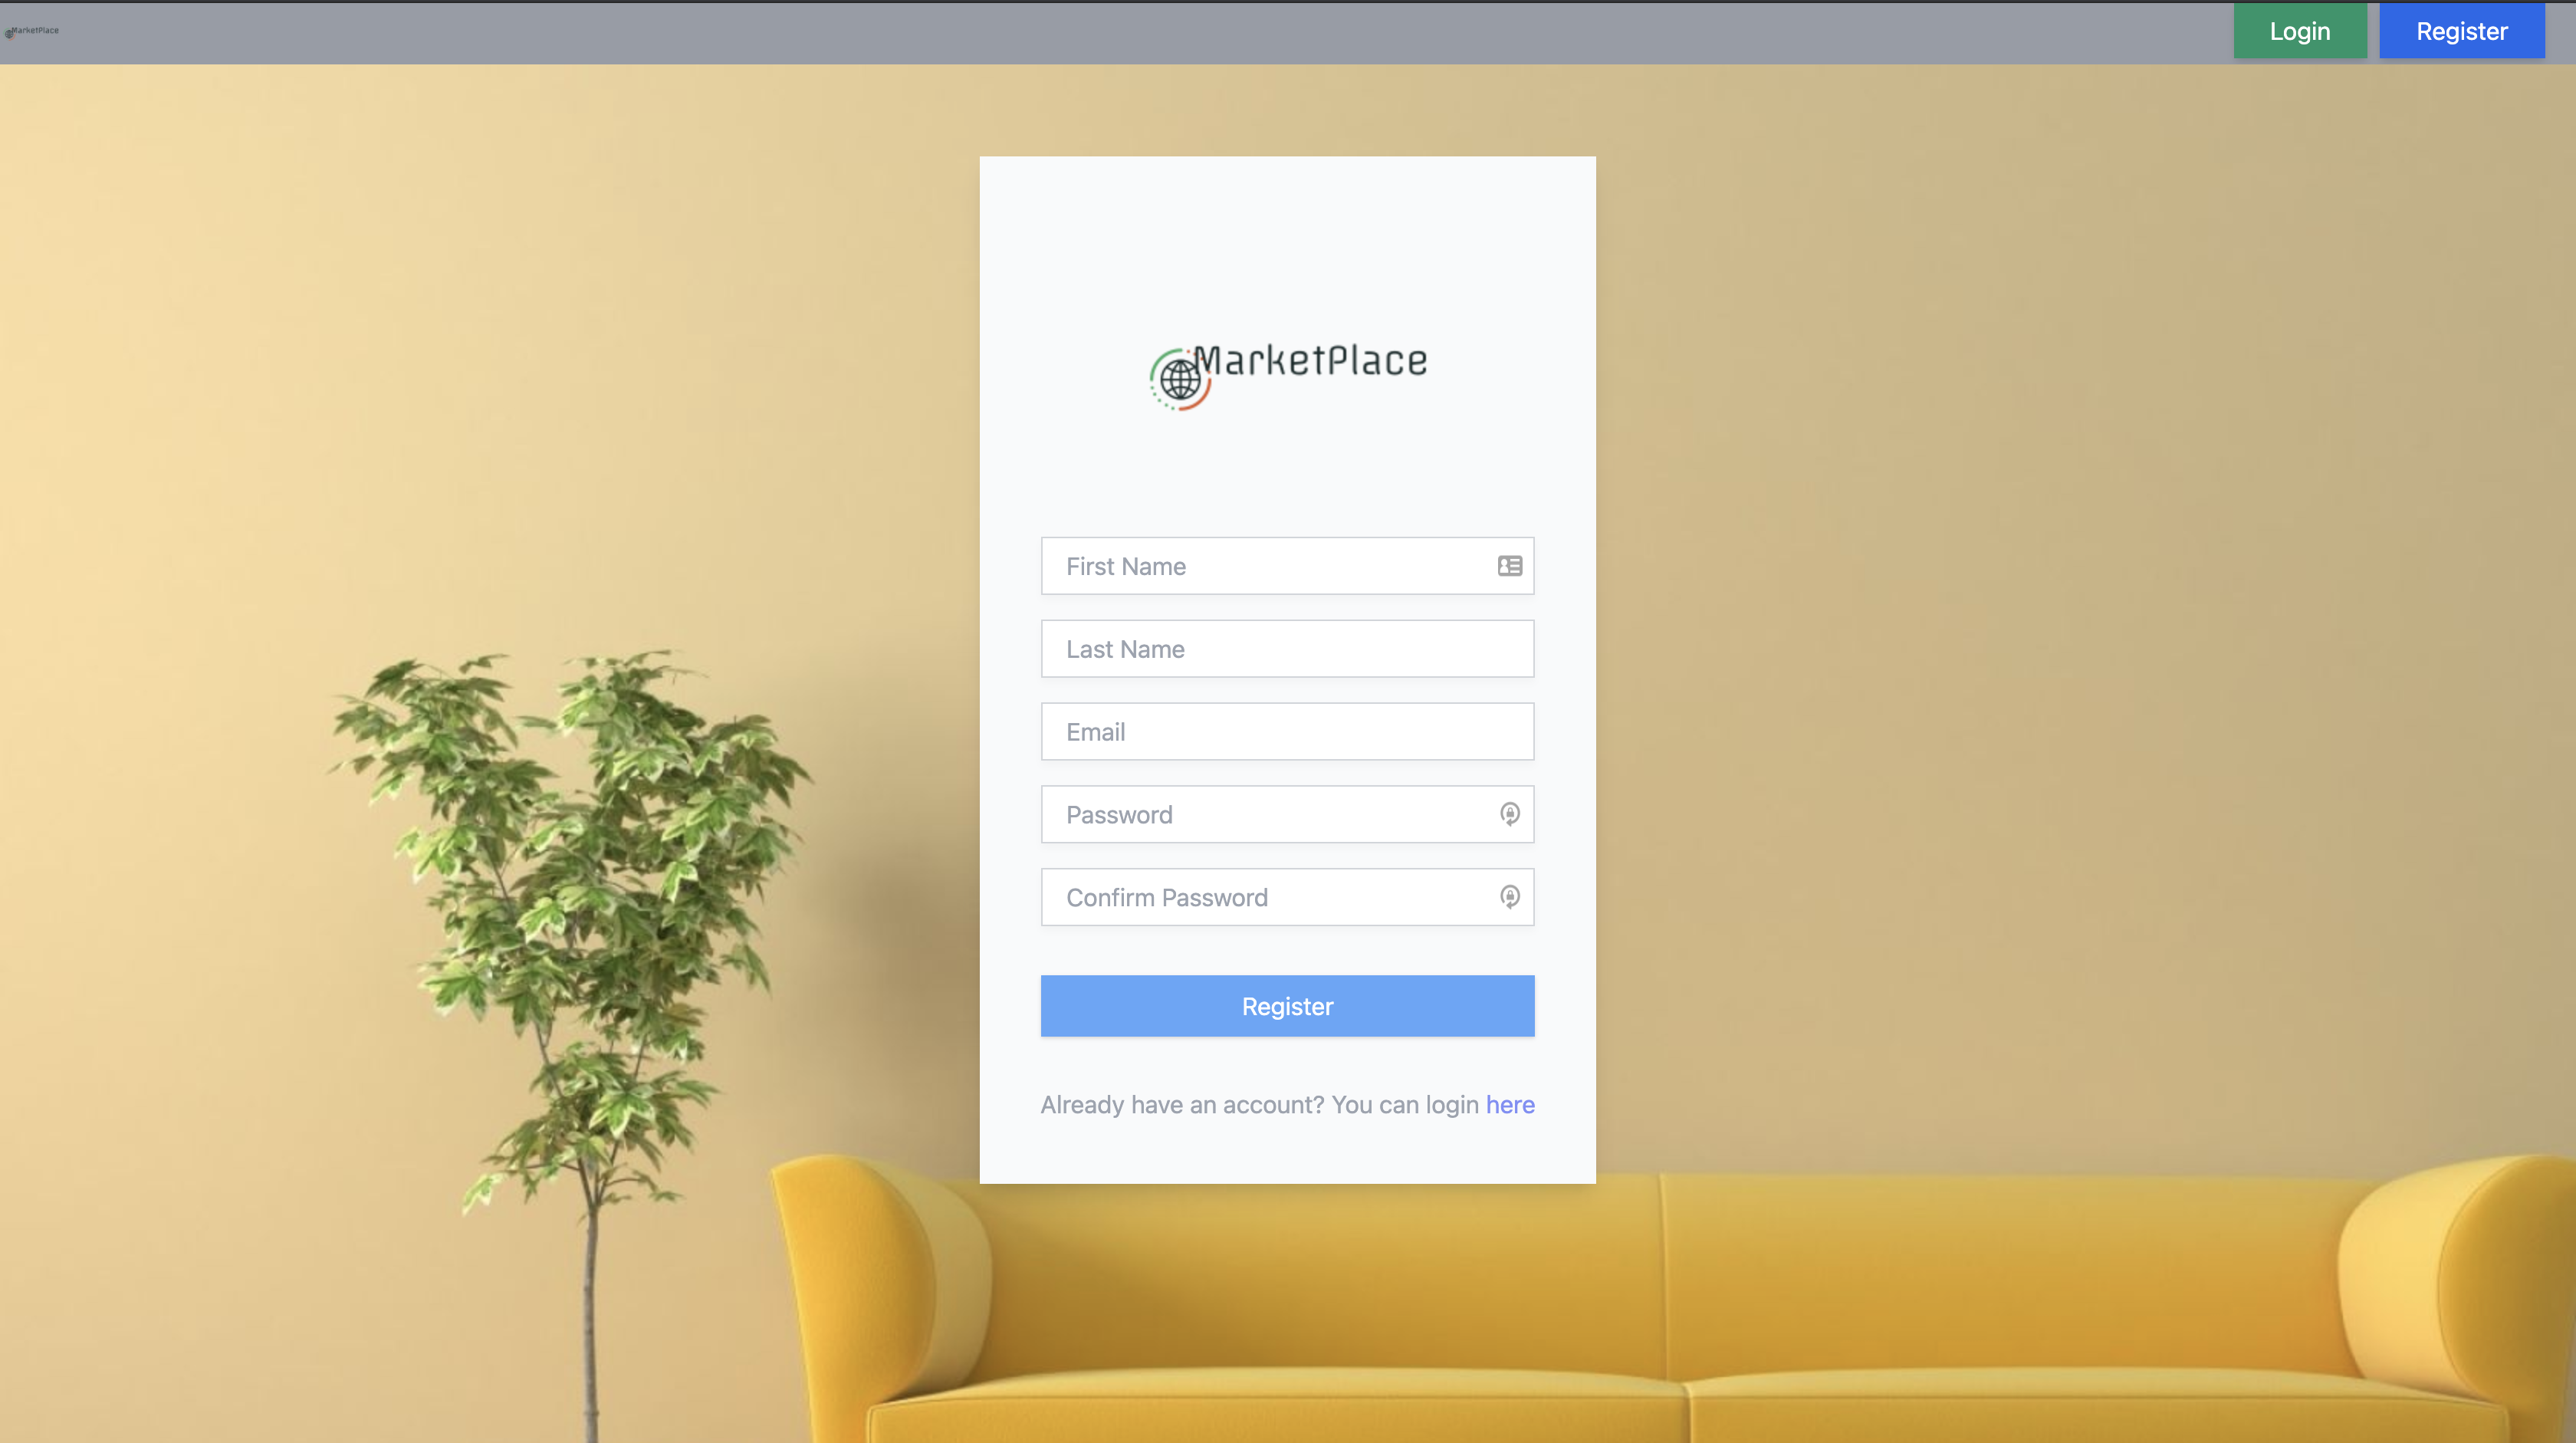 MarketPlace
Login
Register
MarketPlace
First Name
Last Name
Email
Password
Confirm Password
Register
Already have an account? You can login here